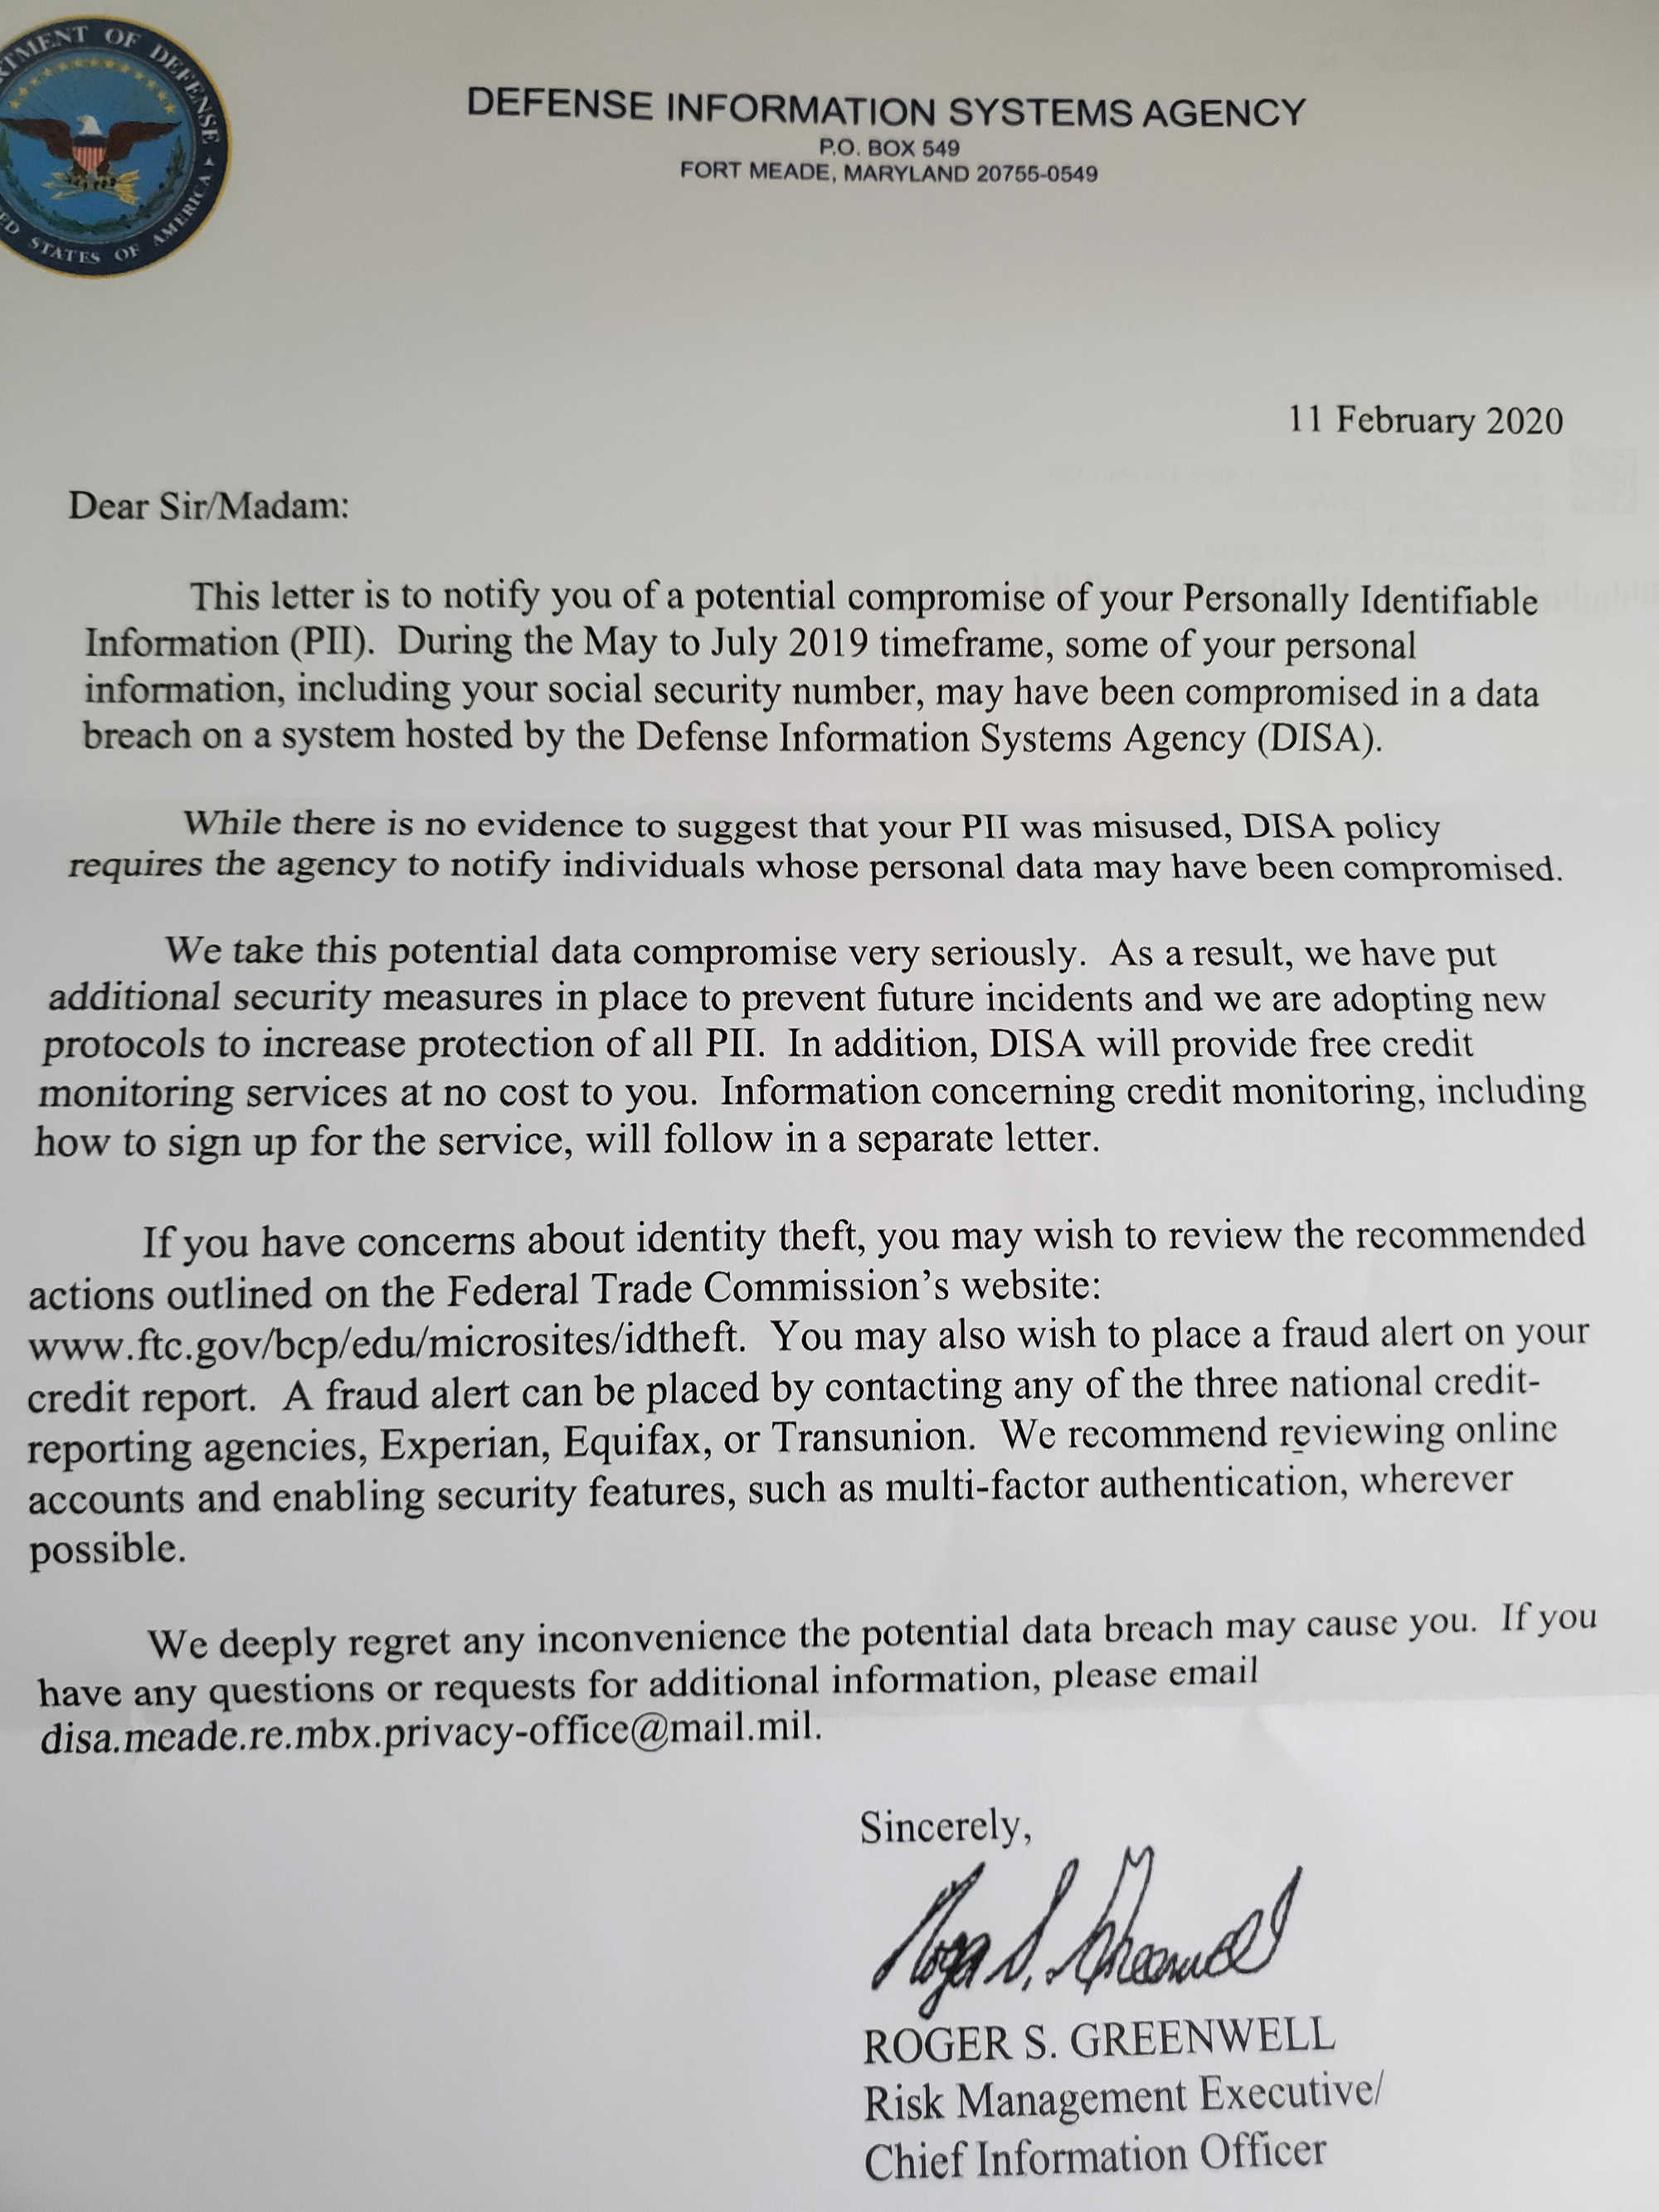 TMENT OF DEFENSE
ED STATES OF AMERICA
DEFENSE INFORMATION SYSTEMS AGENCY
P.O. BOX 549
FORT MEADE, MARYLAND 20755-0549
11 February 2020
Dear Sir/Madam:
This letter is to notify you of a potential compromise of your Personally Identifiable
Information (PII).  During the May to July 2019 timeframe, some of your personal
information, including your social security number, may have been compromised in a data
breach on a system hosted by the Defense Information Systems Agency (DISA).
While there is no evidence to suggest that your PII was misused, DISA policy
requires the agency to notify individuals whose personal data may have been compromised.
We take this potential data compromise very seriously.  As a result, we have put
additional security measures in place to prevent future incidents and we are adopting new
protocols to increase protection of all PII.  In addition, DISA will provide free credit
monitoring services at no cost to you.  Information concerning credit monitoring, including
how to sign up for the service, will follow in a separate letter.
If you have concerns about identity theft, you may wish to review the recommended
actions outlined on the Federal Trade Commission's website:
www.ftc.gov/bcp/edu/microsites/idtheft.  You may also wish to place a fraud alert on your
credit report.  A fraud alert can be placed by contacting any of the three national credit-
reporting agencies, Experian, Equifax, or Transunion.  We recommend reviewing online
accounts and enabling security features, such as multi-factor authentication, wherever
possible.
We deeply regret any inconvenience the potential data breach may cause you.  If you
have any questions or requests for additional information, please email
disa.meade.re.mbx.privacy-office@mail.mil.
Sincerely,
Roger S. Greenwell
ROGER S. GREENWELL
Risk Management Executive/
Chief Information Officer